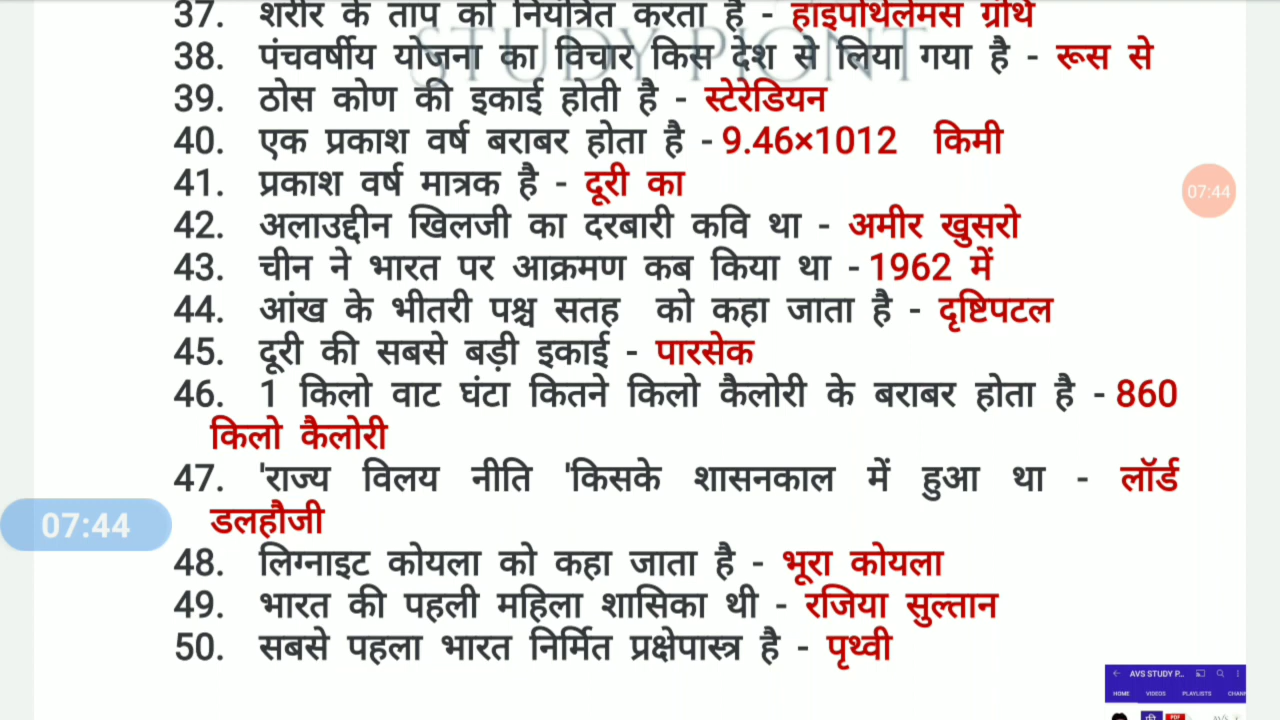 37. शरीर के ताप को नियंत्रित करता है - हाइपोथैलेमस ग्रंथि
STUDY PIONT
38. पंचवर्षीय योजना का विचार किस देश से लिया गया है - रूस से
39. ठोस कोण की इकाई होती है - स्टेरेडियन
40. एक प्रकाश वर्ष बराबर होता है - 9.46×1012 किमी
07:44
41. प्रकाश वर्ष मात्रक है - दूरी का
42. अलाउद्दीन खिलजी का दरबारी कवि था - अमीर खुसरो
43. चीन ने भारत पर आक्रमण कब किया था - 1962 में
44. आंख के भीतरी पश्च सतह को कहा जाता है - दृष्टिपटल
45. दूरी की सबसे बड़ी इकाई - पारसेक
46. 1 किलो वाट घंटा कितने किलो कैलोरी के बराबर होता है - 860
किलो कैलोरी
47. 'राज्य विलय नीति 'किसके शासनकाल में हुआ था - लॉर्ड
07:44
डलहौजी
48. लिग्नाइट कोयला को कहा जाता है - भूरा कोयला
49. भारत की पहली महिला शासिका थी - रजिया सुल्तान
50. सबसे पहला भारत निर्मित प्रक्षेपास्त्र है - पृथ्वी
AVS STUDY P...
HOME VIDEOS PLAYLISTS CHAN
PDF